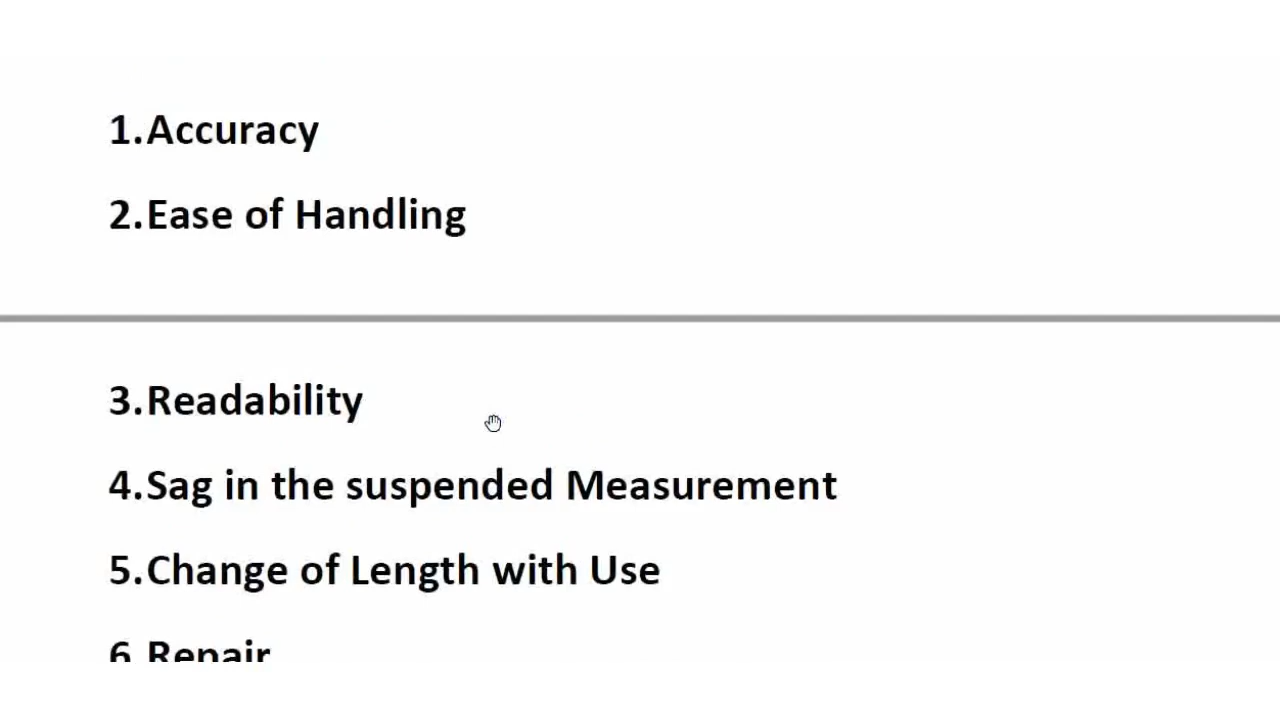 1.Accuracy
2.Ease of Handling
3.Readability
4.Sag in the suspended Measurement
5.Change of Length with Use
6.Repair